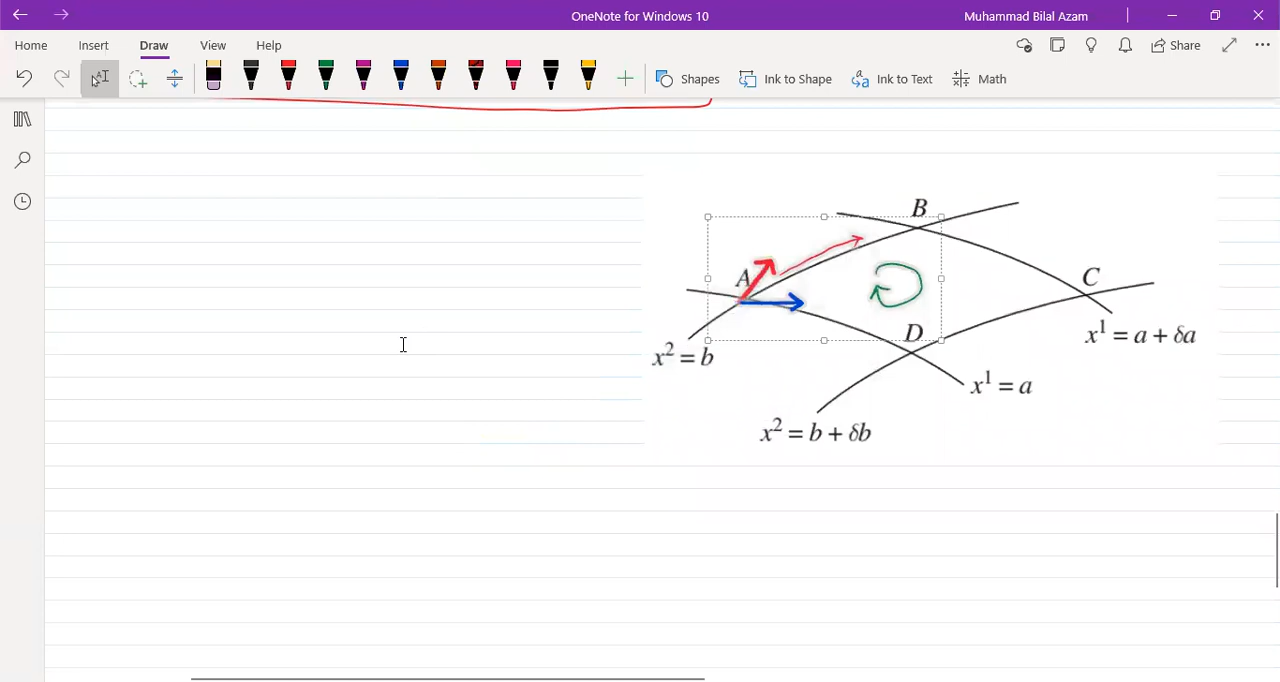 OneNote for Windows 10
Muhammad Bilal Azam
Home Insert Draw View Help
Share
Shapes Ink to Shape Ink to Text Math
B
A
C
D
x¹ = a + δa
x² = b
x¹ = a
x² = b + δb